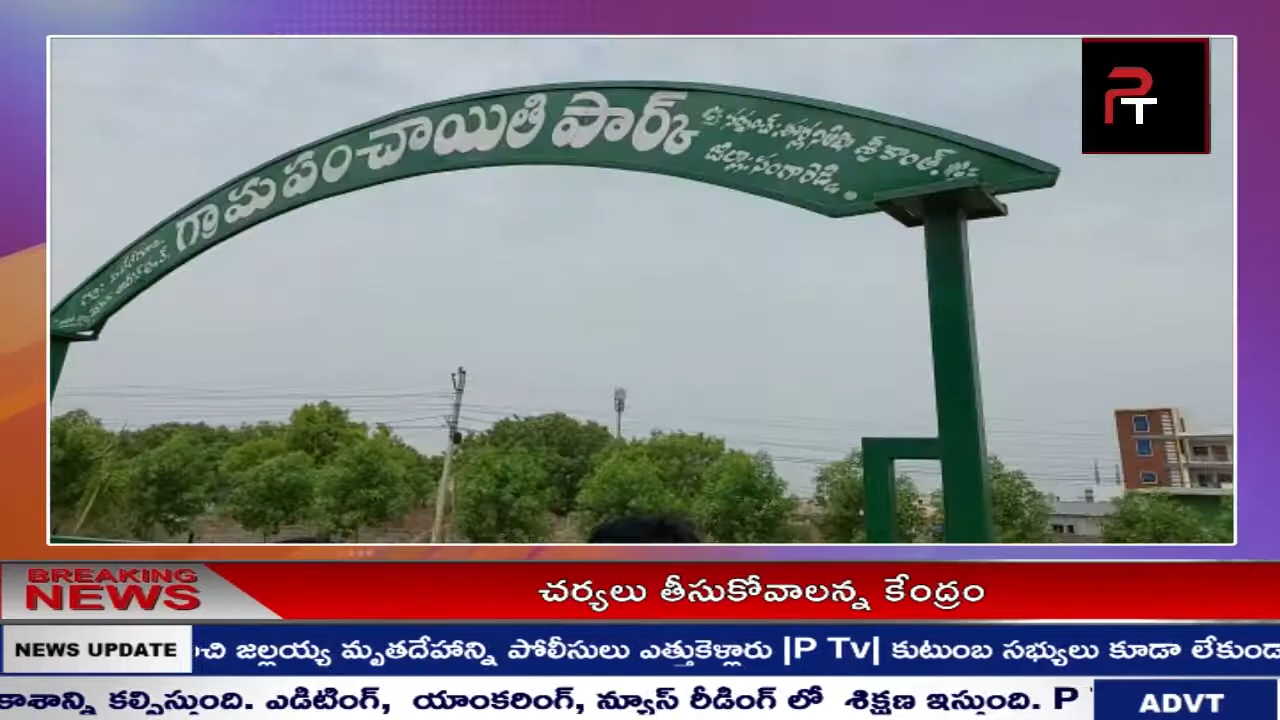 PT
గ్రామ పంచాయితి పార్క్
శ్రీకాంత్
జిల్లా:సంగారెడ్డి.
BREAKING
NEWS
చర్యలు తీసుకోవాలన్న కేంద్రం
NEWS UPDATE
జల్లయ్య మృతదేహాన్ని పోలీసులు ఎత్తుకెళ్లారు |P Tv| కుటుంబ సభ్యులు కూడా లేకుండా
కాశాన్ని కల్పిస్తుంది. ఎడిటింగ్, యాంకరింగ్, న్యూస్ రీడింగ్ లో శిక్షణ ఇస్తుంది. P
ADVT